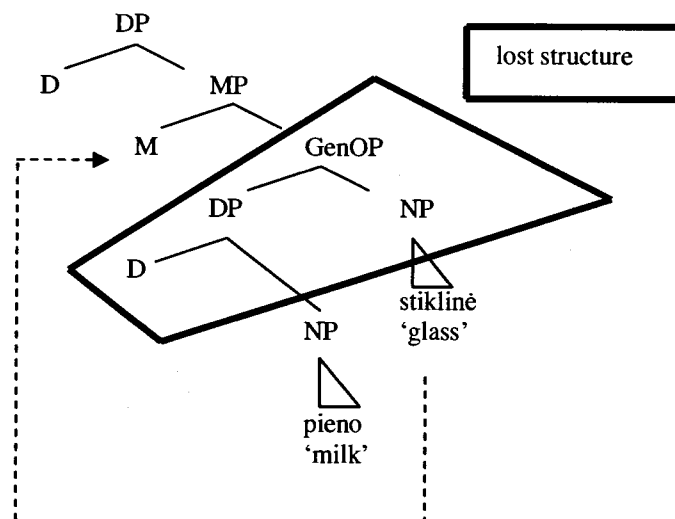 DP
lost structure
D
MP
M
GenOP
DP
NP
D
stiklinė
‘glass’
NP
pieno
‘milk’